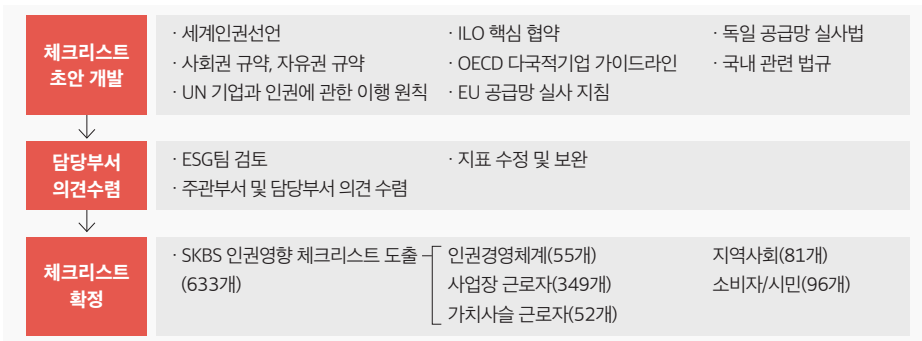 체크리스트
초안 개발
· 세계인권선언
· 사회권 규약, 자유권 규약
· UN 기업과 인권에 관한 이행 원칙
· ILO 핵심 협약
· OECD 다국적기업 가이드라인
· EU 공급망 실사 지침
· 독일 공급망 실사법
· 국내 관련 법규
담당부서
의견수렴
· ESG팀 검토
· 주관부서 및 담당부서 의견 수렴
· 지표 수정 및 보완
체크리스트
확정
· SKBS 인권영향 체크리스트 도출
(633개)
인권경영체계(55개)
사업장 근로자(349개)
가치사슬 근로자(52개)
지역사회(81개)
소비자/시민(96개)